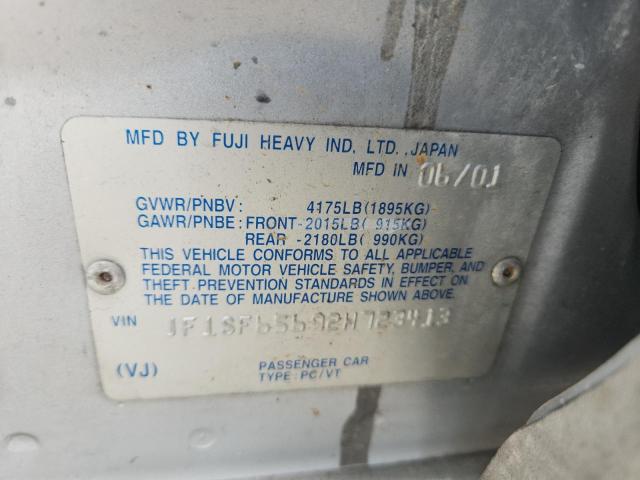 MFD BY FUJI HEAVY IND. LTD. JAPAN
MFD IN 06/01
GVWR/PNBV : 4175LB(1895KG)
GAWR/PNBE : FRONT-2015LB( 915KG)
REAR -2180LB( 990KG)
THIS VEHICLE CONFORMS TO ALL APPLICABLE
FEDERAL MOTOR VEHICLE SAFETY, BUMPER, AND
THEFT PREVENTION STANDARDS IN EFFECT ON
THE DATE OF MANUFACTURE SHOWN ABOVE.
VIN JF1SF65692H723413
(VJ)
PASSENGER CAR
TYPE : PC/VT